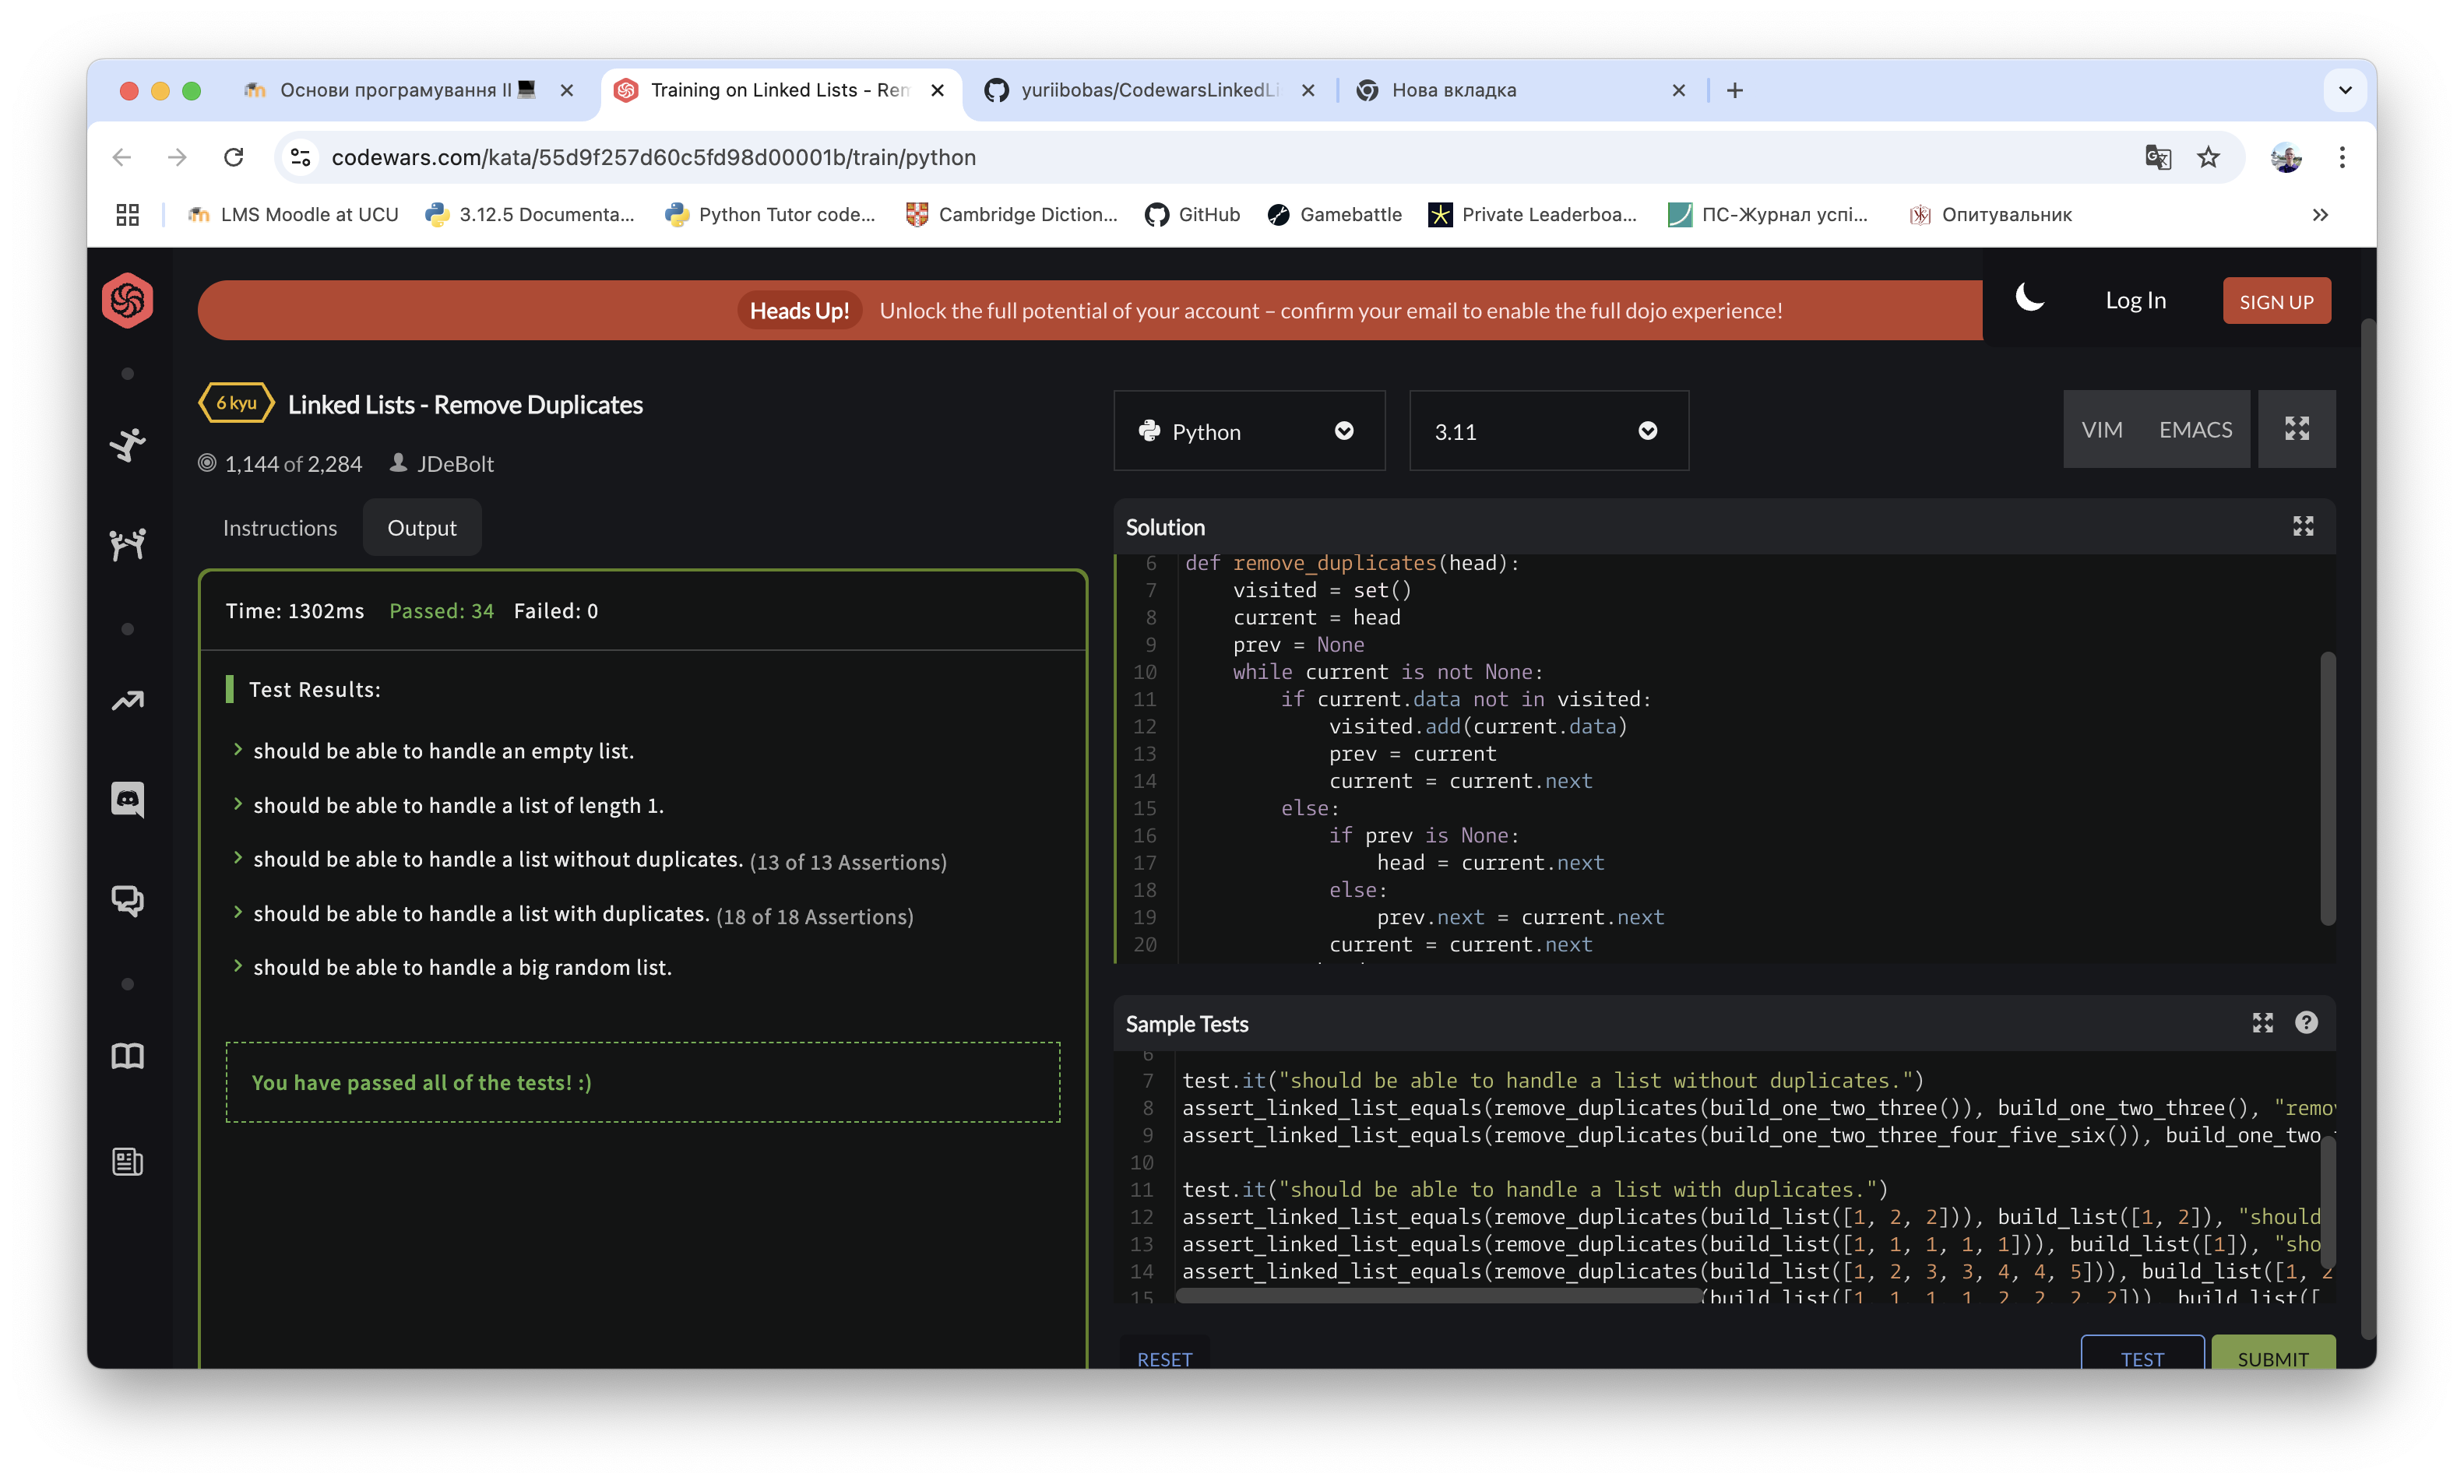 Основи програмування II
Training on Linked Lists - Rem
yuriibobas/CodewarsLinkedLi
Нова вкладка
codewars.com/kata/55d9f257d60c5fd98d00001b/train/python
LMS Moodle at UCU
3.12.5 Documenta...
Python Tutor code...
Cambridge Diction...
GitHub
Gamebattle
Private Leaderboa...
ПС-Журнал успі...
Опитувальник
Heads Up! Unlock the full potential of your account – confirm your email to enable the full dojo experience!
Log In
SIGN UP
6 kyu Linked Lists - Remove Duplicates
1,144 of 2,284 JDeBolt
Python
3.11
VIM EMACS
Instructions
Output
Time: 1302ms Passed: 34 Failed: 0
Test Results:
should be able to handle an empty list.
should be able to handle a list of length 1.
should be able to handle a list without duplicates. (13 of 13 Assertions)
should be able to handle a list with duplicates. (18 of 18 Assertions)
should be able to handle a big random list.
You have passed all of the tests! :)
Solution
6 def remove_duplicates(head):
7 visited = set()
8 current = head
9 prev = None
10 while current is not None:
11 if current.data not in visited:
12 visited.add(current.data)
13 prev = current
14 current = current.next
15 else:
16 if prev is None:
17 head = current.next
18 else:
19 prev.next = current.next
20 current = current.next
Sample Tests
6
7 test.it("should be able to handle a list without duplicates.")
8 assert_linked_list_equals(remove_duplicates(build_one_two_three()), build_one_two_three(), "remo
9 assert_linked_list_equals(remove_duplicates(build_one_two_three_four_five_six()), build_one_two_
10
11 test.it("should be able to handle a list with duplicates.")
12 assert_linked_list_equals(remove_duplicates(build_list([1, 2, 2])), build_list([1, 2]), "should
13 assert_linked_list_equals(remove_duplicates(build_list([1, 1, 1, 1, 1])), build_list([1]), "sho
14 assert_linked_list_equals(remove_duplicates(build_list([1, 2, 3, 3, 4, 4, 5])), build_list([1, 2
15 (build_list([1, 1, 1, 1, 2, 2, 2, 2])), build_list([
RESET
TEST
SUBMIT